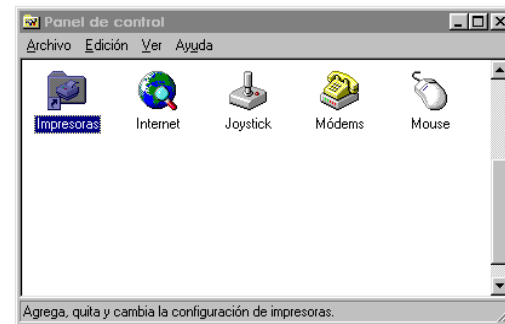 Panel de control
Archivo Edición Ver Ayuda
Impresoras Internet Joystick Módems Mouse
Agrega, quita y cambia la configuración de impresoras.